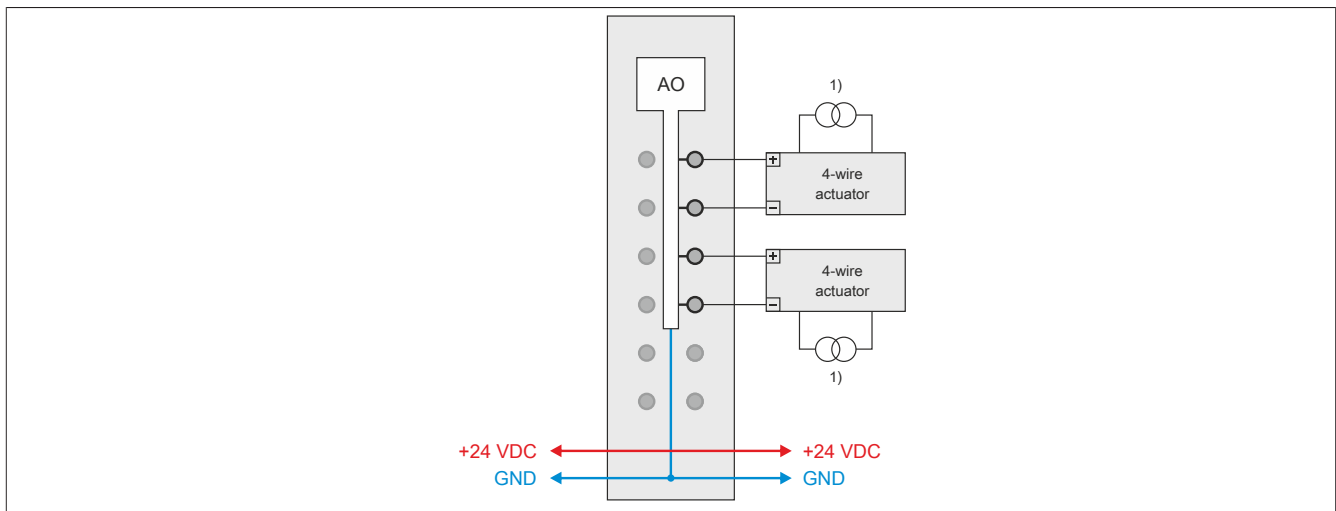 AO
1)
+
4-wire
actuator
−
+
4-wire
actuator
−
1)
+24 VDC
+24 VDC
GND
GND